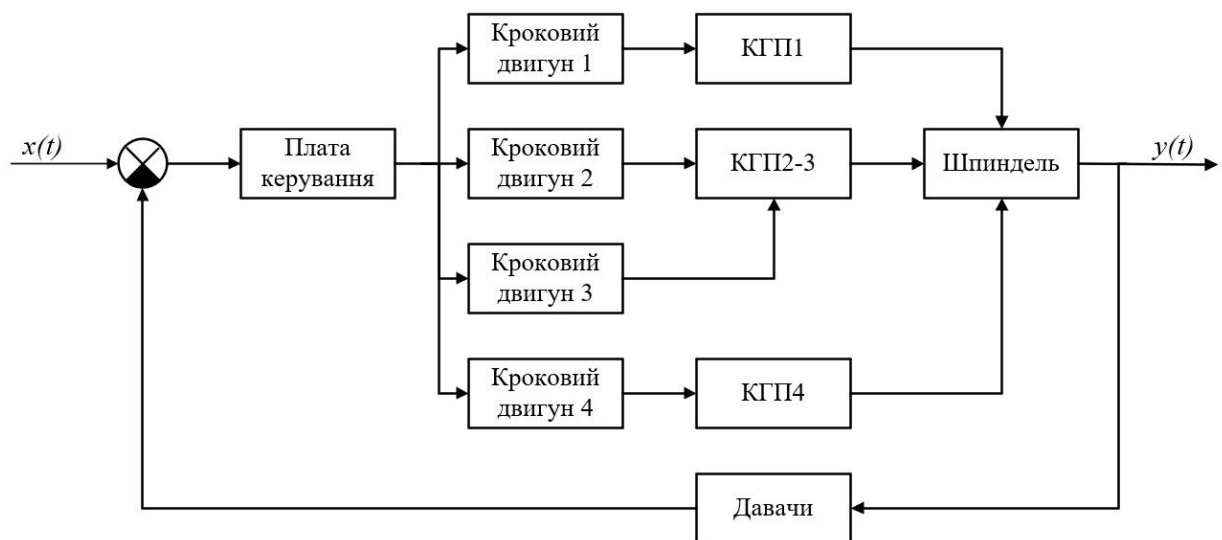 Кроковий
двигун 1
КГП1
x(t)
Плата
керування
Кроковий
двигун 2
КГП2-3
Шпиндель
y(t)
Кроковий
двигун 3
Кроковий
двигун 4
КГП4
Давачи